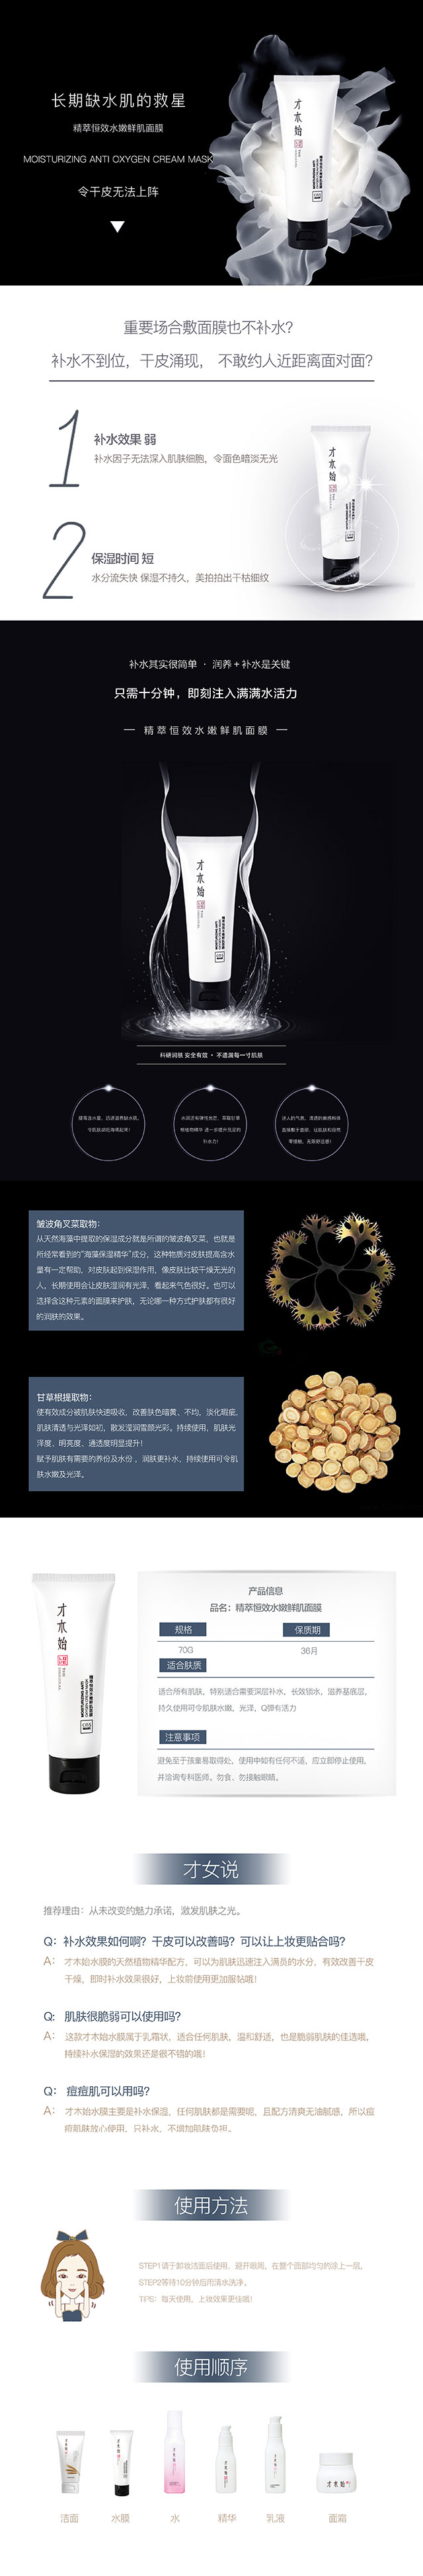 长期缺水肌的救星
精萃恒效水嫩鲜肌面膜
MOISTURIZING ANTI OXYGEN CREAM MASK
令干皮无法上阵
才木始
重要场合敷面膜也不补水?
补水不到位，干皮涌现， 不敢约人近距离面对面?
1
补水效果 弱
补水因子无法深入肌肤细胞，令面色暗淡无光
才木始
2
保湿时间 短
水分流失快 保湿不持久，美拍拍出干枯细纹
补水其实很简单 · 润养+补水是关键
只需十分钟，即刻注入满满水活力
— 精萃恒效水嫩鲜肌面膜 —
才木始
科研润肤 安全有效 · 不遗漏每一寸肌肤
皱波角叉菜取物：
从天然海藻中提取的保湿成分就是所谓的皱波角叉菜，也就是
所经常看到的“海藻保湿精华”成分，这种物质对皮肤提高含水
量有一定帮助，对皮肤起到保湿作用，像皮肤比较干燥无光的
人，长期使用会让皮肤湿润有光泽，看起来气色很好。也可以
选择含这种元素的面膜来护肤，无论哪一种方式护肤都有很好
的润肤的效果。
甘草根提取物：
使有效成分被肌肤快速吸收，改善肤色暗黄、不均，淡化瑕疵，
肌肤清透与光泽如初，散发滢润雪颜光彩。持续使用，肌肤光
泽度、明亮度、通透度明显提升!
赋予肌肤有需要的养份及水份，润肤更补水，持续使用可令肌
肤水嫩及光泽。
才木始
MOISTURIZING ANTI
OXYGEN CREAM MASK
产品信息
品名：精萃恒效水嫩鲜肌面膜
规格 保质期
70G 36月
适合肤质
适合所有肌肤，特别适合需要深层补水，长效锁水，滋养基底层，
持久使用可令肌肤水嫩，光泽，Q弹有活力
注意事项
避免至于孩童易取得处，使用中如有任何不适，应立即停止使用，
并洽询专科医师。勿食、勿接触眼睛。
才女说
推荐理由：从未改变的魅力承诺，激发肌肤之光。
Q：补水效果如何啊? 干皮可以改善吗? 可以让上妆更贴合吗?
A： 才木始水膜的天然植物精华配方，可以为肌肤迅速注入满员的水分，有效改善干皮
干燥，即时补水效果很好，上妆前使用更加服帖哦!
Q: 肌肤很脆弱可以使用吗?
A： 这款才木始水膜属于乳霜状，适合任何肌肤，温和舒适，也是脆弱肌肤的佳选哦，
持续补水保湿的效果还是很不错的哦!
Q： 痘痘肌可以用吗?
A： 才木始水膜主要是补水保湿，任何肌肤都是需要呢，且配方清爽无油腻感，所以痘
痘肌肤放心使用，只补水，不增加肌肤负担。
使用方法
STEP1请于卸妆洁面后使用，避开眼周，在整个面部均匀的涂上一层，
STEP2等待10分钟后用清水洗净。
TIPS：每天使用，上妆效果更佳哦!
使用顺序
洁面 水膜 水 精华 乳液 面霜